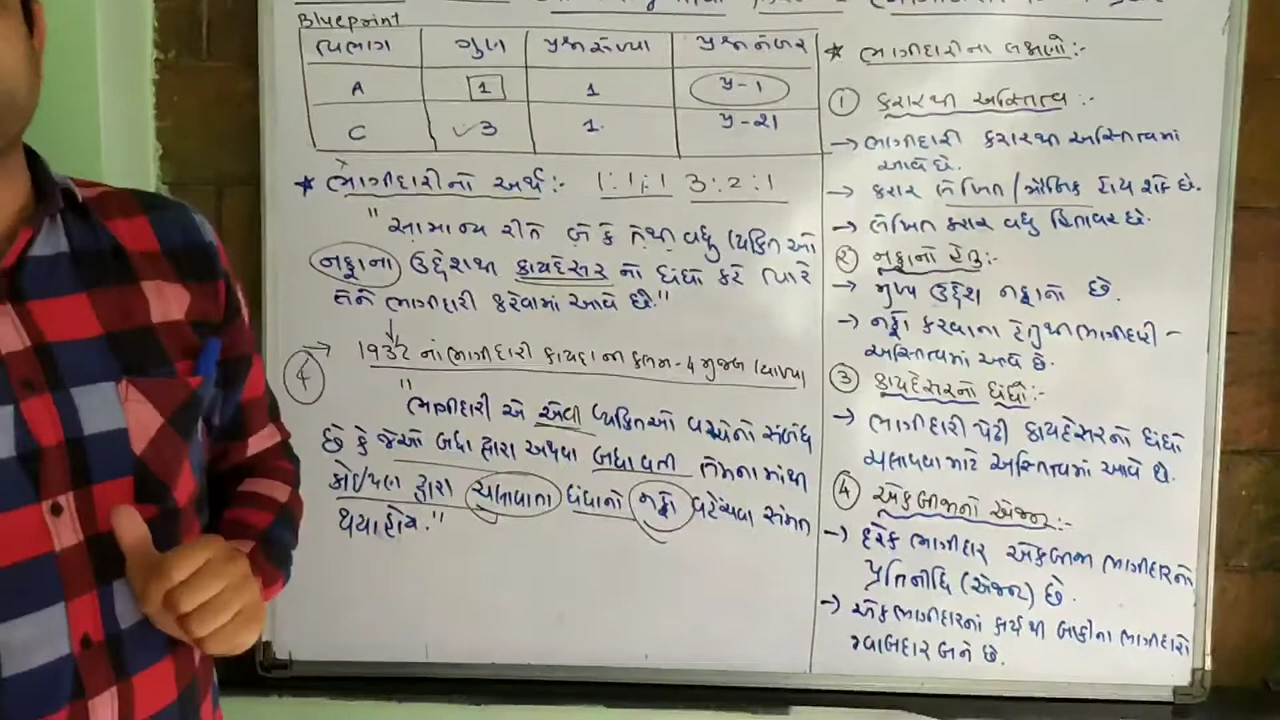 Blueprint
વિભાગ ગુણ પ્રશ્નસંખ્યા પ્રશ્નનંબર
A 1 1 પ્ર-1
C 3 1. પ્ર-21
* ભાગીદારીનો અર્થ:- 1:1:1 3:2:1
"સામાન્ય રીતે બે કે તેથી વધુ વ્યકિતઓ
નફાના ઉદ્દેશથી કાયદેસર નો ધંધો કરે ત્યારે
તેને ભાગીદારી કહેવામાં આવે છે."
→ 1932 નાં ભાગીદારી કાયદાની કલમ-4 મુજબ વ્યાખ્યા
4
"ભાગીદારી એ એવી વ્યકિતઓ વચ્ચેનો સંબંધ
છે કે જેઓ બધા દ્વારા અથવા બધા વતી તેમનામાંથી
કોઈપણ દ્વારા ચલાવાતા ધંધાનો નફો વહેંચવા સંમત
થયા હોય."
* ભાગીદારીના લક્ષણો:-
1 કરારથી અસ્તિત્વ:-
→ ભાગીદારી કરારથી અસ્તિત્વમાં
આવે છે.
→ કરાર લેખિત / મૌખિક હોય શકે છે.
→ લેખિત કરાર વધુ હિતાવહ છે.
2 નફાનો હેતુ:-
→ મુખ્ય ઉદ્દેશ નફાનો છે.
→ નફો કરવાના હેતુથી ભાગીદારી -
અસ્તિત્વમાં આવે છે.
3 કાયદેસરનો ધંધો:-
→ ભાગીદારી પેઢી કાયદેસરનો ધંધો
ચલાવવા માટે અસ્તિત્વમાં આવે છે.
4 એકબીજાનો એજન્ટ:-
→ દરેક ભાગીદાર એકબીજા ભાગીદારનો
પ્રતિનીધિ (એજન્ટ) છે.
→ એક ભાગીદારનાં કાર્ય થી બાકીના ભાગીદારો
જવાબદાર બને છે.